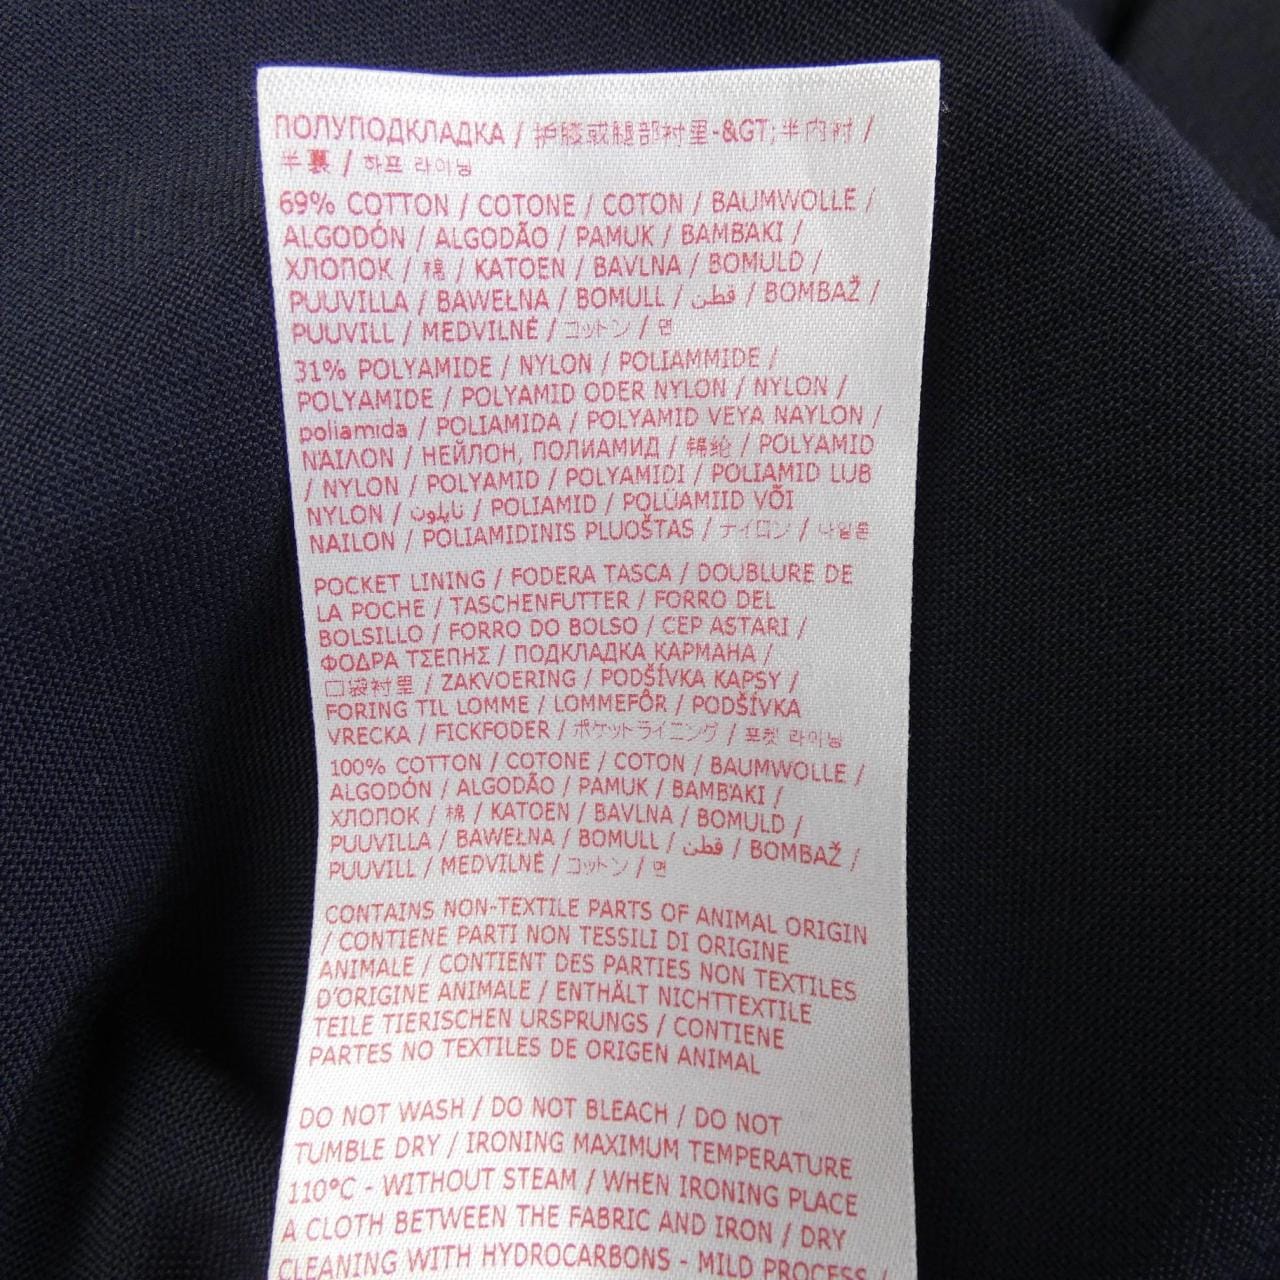 ПОЛУПОДКЛАДКА / 护膝或腿部衬里-&GT;半内衬 /
半裏 / 하프 라이닝
69% COTTON / COTONE / COTON / BAUMWOLLE /
ALGODÓN / ALGODÃO / PAMUK / ΒΑΜΒΆΚΙ /
ХЛОПОК / 棉 / KATOEN / BAVLNA / BOMULD /
PUUVILLA / BAWEŁNA / BOMULL / قطن / BOMBAŽ /
PUUVILL / MEDVILNĖ / コットン / 면
31% POLYAMIDE / NYLON / POLIAMMIDE /
POLYAMIDE / POLYAMID ODER NYLON / NYLON /
poliamida / POLIAMIDA / POLYAMID VEYA NAYLON /
ΝΆΙΛΟΝ / НЕЙЛОН, ПОЛИАМИД / 锦纶 / POLYAMID
/ NYLON / POLYAMID / POLYAMIDI / POLIAMID LUB
NYLON / نايلون / POLIAMID / POLÜAMIID VÕI
NAILON / POLIAMIDINIS PLUOŠTAS / ナイロン / 나일론
POCKET LINING / FODERA TASCA / DOUBLURE DE
LA POCHE / TASCHENFUTTER / FORRO DEL
BOLSILLO / FORRO DO BOLSO / CEP ASTARI /
ΦΟΔΡΑ ΤΣΕΠΗΣ / ПОДКЛАДКА КАРМАНА /
口袋衬里 / ZAKVOERING / PODŠÍVKA KAPSY /
FORING TIL LOMME / LOMMEFÔR / PODŠÍVKA
VRECKA / FICKFODER / ポケットライニング / 포켓 라이닝
100% COTTON / COTONE / COTON / BAUMWOLLE /
ALGODÓN / ALGODÃO / PAMUK / ΒΑΜΒΆΚΙ /
ХЛОПОК / 棉 / KATOEN / BAVLNA / BOMULD /
PUUVILLA / BAWEŁNA / BOMULL / قطن / BOMBAŽ /
PUUVILL / MEDVILNĖ / コットン / 면
CONTAINS NON-TEXTILE PARTS OF ANIMAL ORIGIN
/ CONTIENE PARTI NON TESSILI DI ORIGINE
ANIMALE / CONTIENT DES PARTIES NON TEXTILES
D'ORIGINE ANIMALE / ENTHÄLT NICHTTEXTILE
TEILE TIERISCHEN URSPRUNGS / CONTIENE
PARTES NO TEXTILES DE ORIGEN ANIMAL
DO NOT WASH / DO NOT BLEACH / DO NOT
TUMBLE DRY / IRONING MAXIMUM TEMPERATURE
110°C - WITHOUT STEAM / WHEN IRONING PLACE
A CLOTH BETWEEN THE FABRIC AND IRON / DRY
CLEANING WITH HYDROCARBONS - MILD PROCESS /